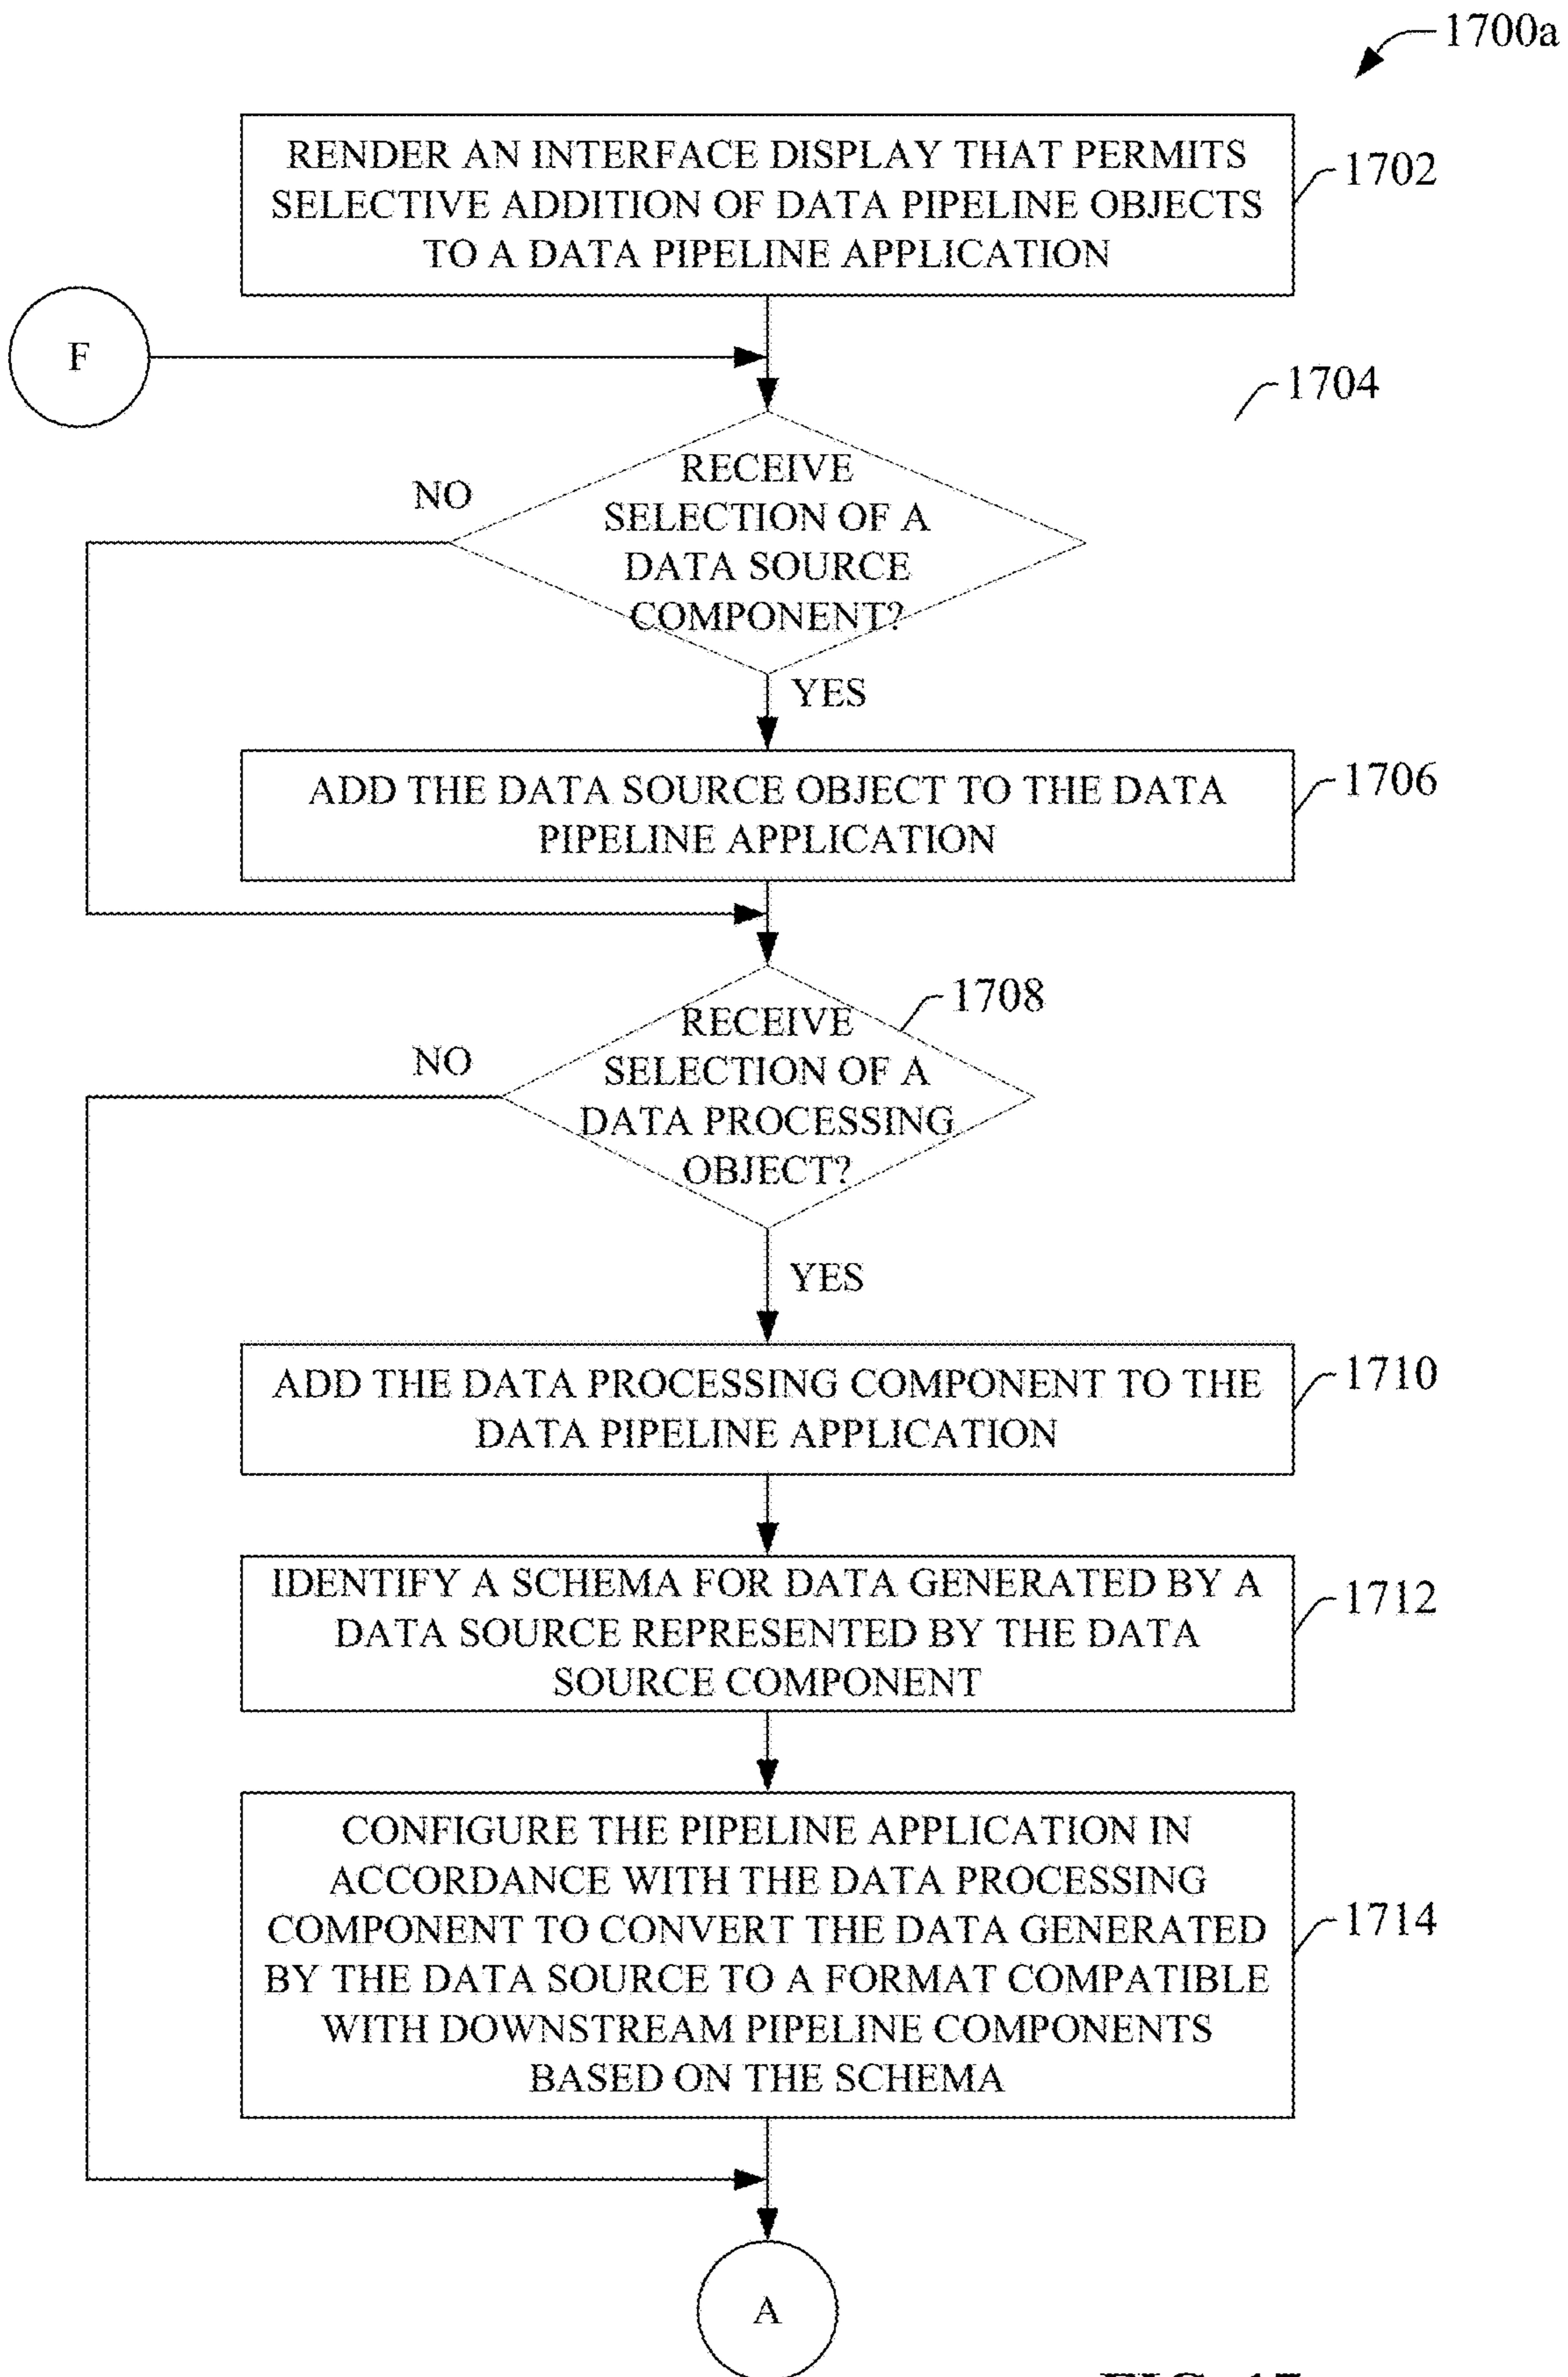 1700a
RENDER AN INTERFACE DISPLAY THAT PERMITS
SELECTIVE ADDITION OF DATA PIPELINE OBJECTS
TO A DATA PIPELINE APPLICATION
1702
F
1704
RECEIVE
SELECTION OF A
DATA SOURCE
COMPONENT?
NO
YES
ADD THE DATA SOURCE OBJECT TO THE DATA
PIPELINE APPLICATION
1706
1708
RECEIVE
SELECTION OF A
DATA PROCESSING
OBJECT?
NO
YES
ADD THE DATA PROCESSING COMPONENT TO THE
DATA PIPELINE APPLICATION
1710
IDENTIFY A SCHEMA FOR DATA GENERATED BY A
DATA SOURCE REPRESENTED BY THE DATA
SOURCE COMPONENT
1712
CONFIGURE THE PIPELINE APPLICATION IN
ACCORDANCE WITH THE DATA PROCESSING
COMPONENT TO CONVERT THE DATA GENERATED
BY THE DATA SOURCE TO A FORMAT COMPATIBLE
WITH DOWNSTREAM PIPELINE COMPONENTS
BASED ON THE SCHEMA
1714
A